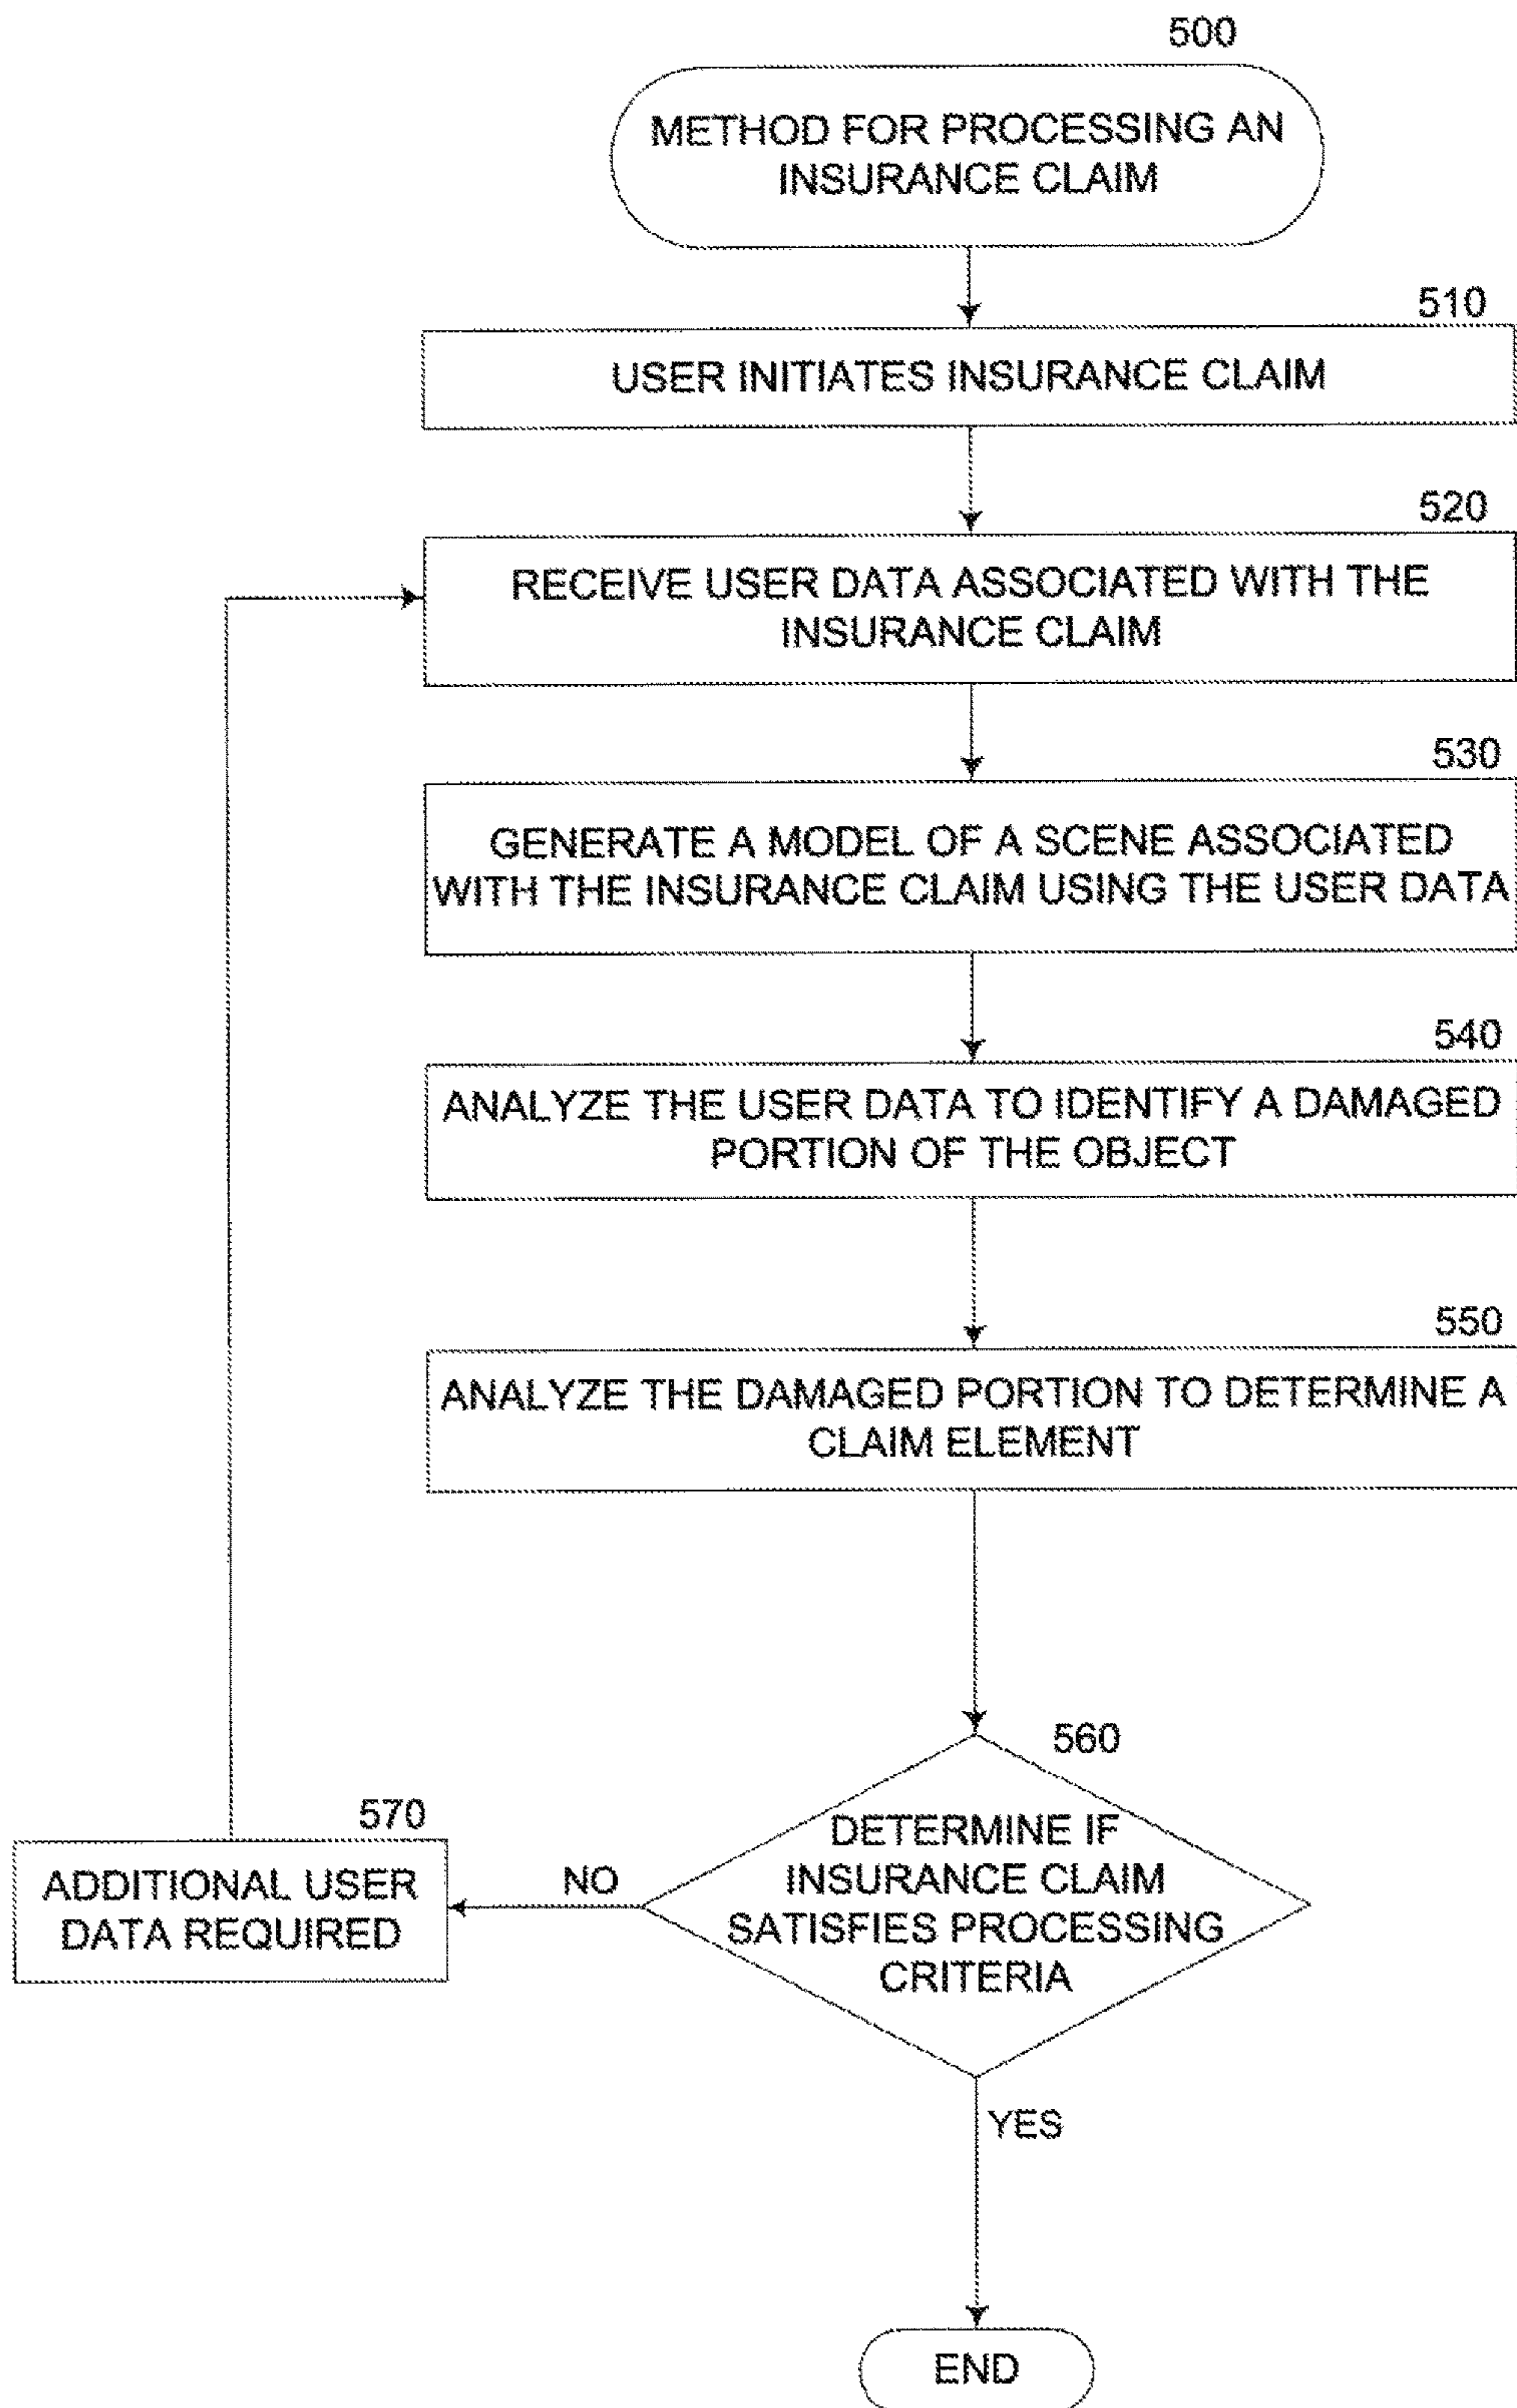 500
METHOD FOR PROCESSING AN
INSURANCE CLAIM
510
USER INITIATES INSURANCE CLAIM
520
RECEIVE USER DATA ASSOCIATED WITH THE
INSURANCE CLAIM
530
GENERATE A MODEL OF A SCENE ASSOCIATED
WITH THE INSURANCE CLAIM USING THE USER DATA
540
ANALYZE THE USER DATA TO IDENTIFY A DAMAGED
PORTION OF THE OBJECT
550
ANALYZE THE DAMAGED PORTION TO DETERMINE A
CLAIM ELEMENT
560
DETERMINE IF
INSURANCE CLAIM
SATISFIES PROCESSING
CRITERIA
NO
570
ADDITIONAL USER
DATA REQUIRED
YES
END